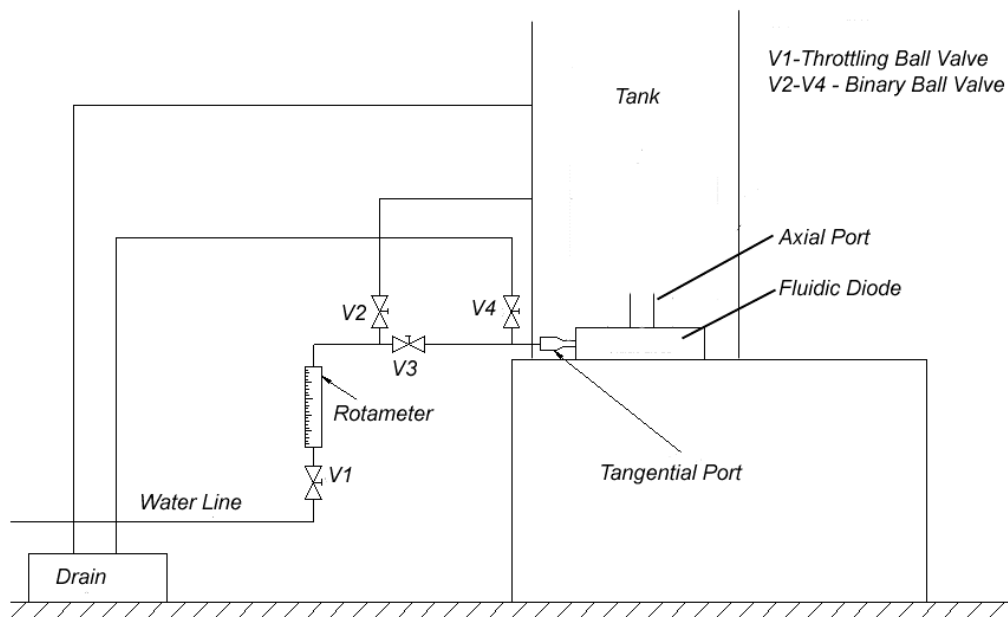 V1-Throttling Ball Valve
V2-V4 - Binary Ball Valve
Tank
Axial Port
Fluidic Diode
V2
V4
V3
Rotameter
V1
Tangential Port
Water Line
Drain